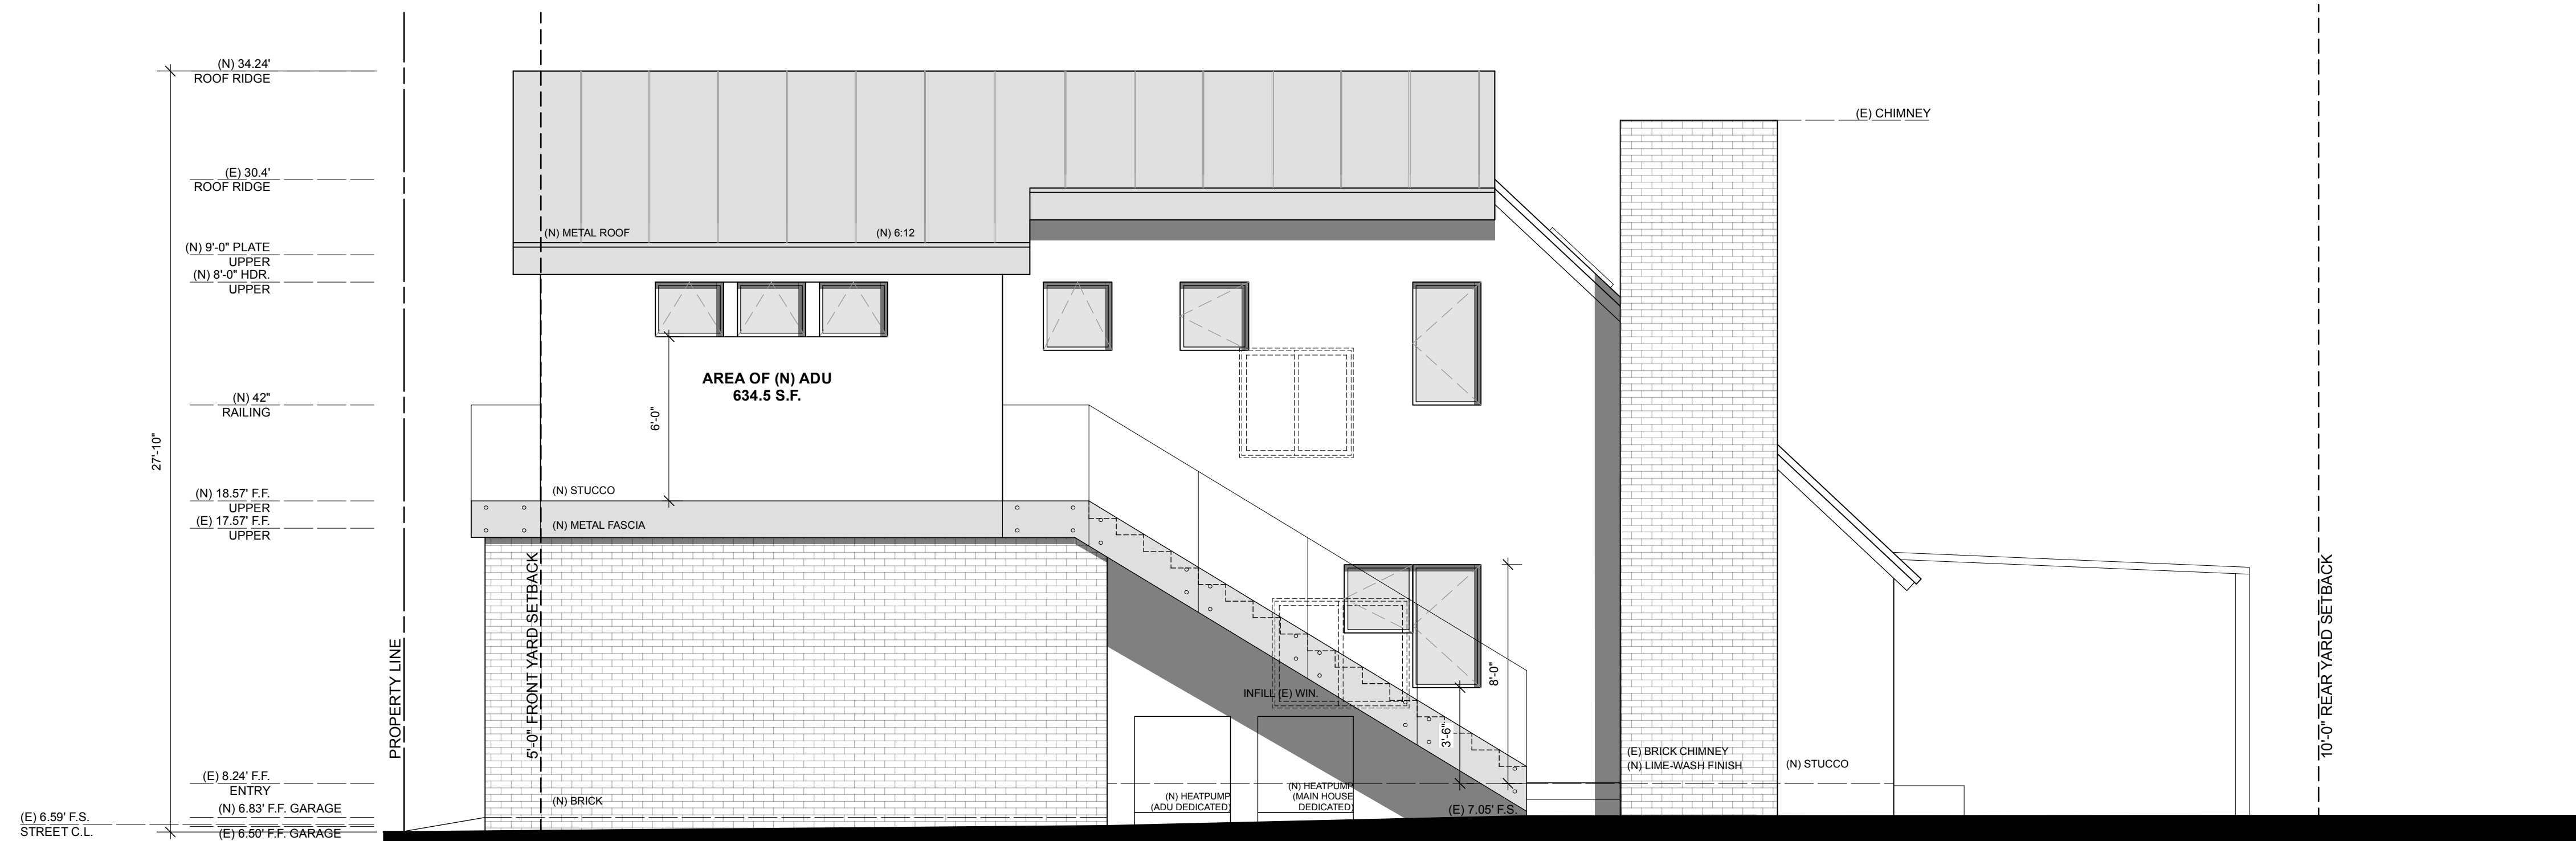 (N) 34.24'
ROOF RIDGE
(E) CHIMNEY
(E) 30.4'
ROOF RIDGE
(N) METAL ROOF
(N) 6:12
(N) 9'-0" PLATE
UPPER
(N) 8'-0" HDR.
UPPER
AREA OF (N) ADU
634.5 S.F.
(N) 42"
RAILING
6'-0"
27'-10"
(N) 18.57' F.F.
UPPER
(E) 17.57' F.F.
UPPER
(N) STUCCO
(N) METAL FASCIA
PROPERTY LINE
5'-0" FRONT YARD SETBACK
10'-0" REAR YARD SETBACK
INFILL (E) WIN.
8'-0"
3'-6"
(E) BRICK CHIMNEY
(N) LIME-WASH FINISH
(N) STUCCO
(E) 8.24' F.F.
ENTRY
(N) 6.83' F.F. GARAGE
(N) BRICK
(N) HEATPUMP
(ADU DEDICATED)
(N) HEATPUMP
(MAIN HOUSE
DEDICATED)
(E) 7.05' F.S.
(E) 6.59' F.S.
STREET C.L.
(E) 6.50' F.F. GARAGE